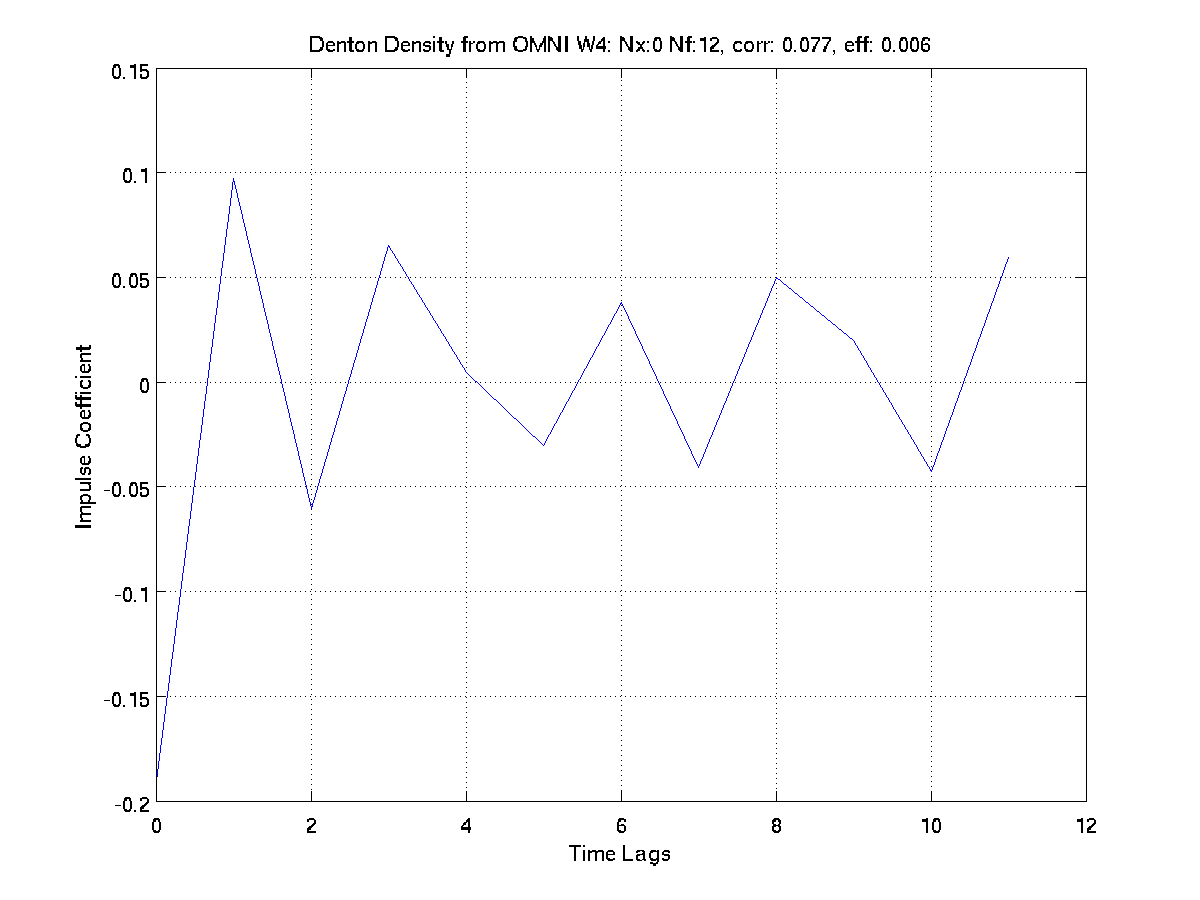 Denton Density from OMNI W4: Nx:0 Nf:12, corr: 0.077, eff: 0.006
0.15
0.1
0.05
0
-0.05
-0.1
-0.15
-0.2
Impulse Coefficient
0 2 4 6 8 10 12
Time Lags